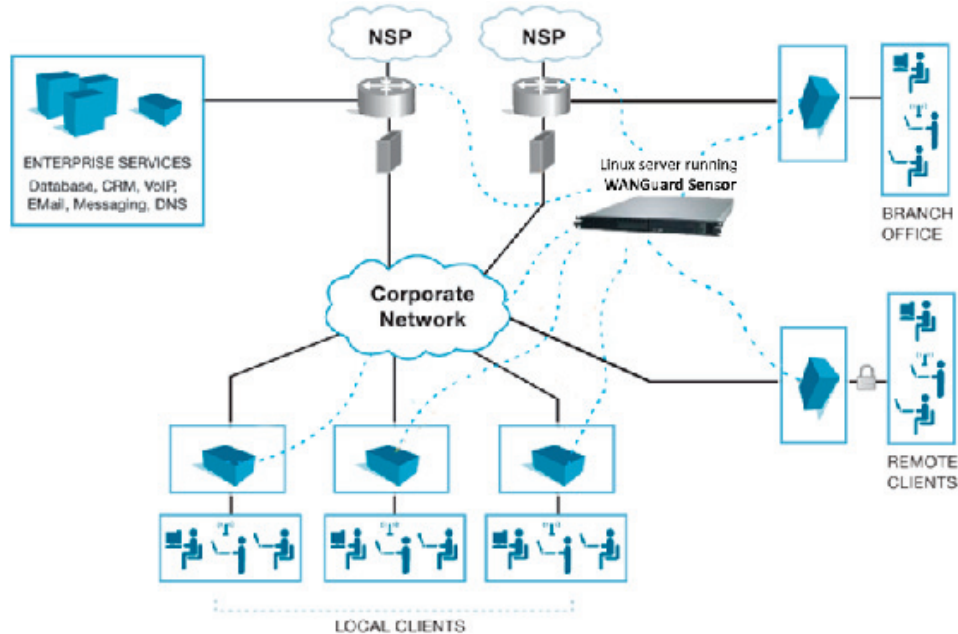 NSP
NSP
ENTERPRISE SERVICES
Database, CRM, VoIP,
EMail, Messaging, DNS
Linux server running
WANGuard Sensor
BRANCH
OFFICE
Corporate
Network
REMOTE
CLIENTS
LOCAL CLIENTS